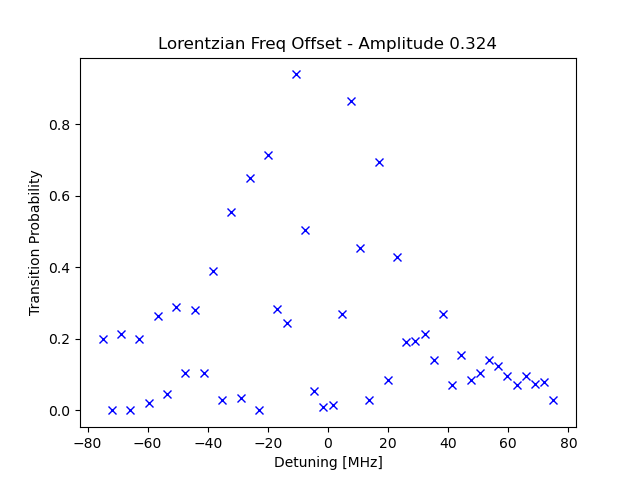 Lorentzian Freq Offset - Amplitude 0.324
Transition Probability
0.8
0.6
0.4
0.2
0.0
−80 −60 −40 −20 0 20 40 60 80
Detuning [MHz]